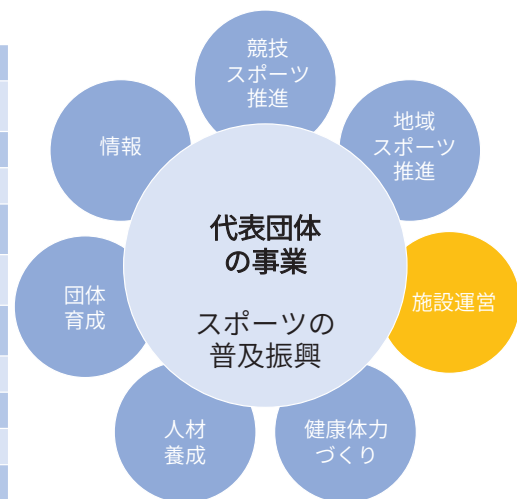 競技
スポーツ
推進
地域
スポーツ
推進
施設運営
健康体力
づくり
人材
養成
団体
育成
情報
代表団体
の事業
スポーツの
普及振興